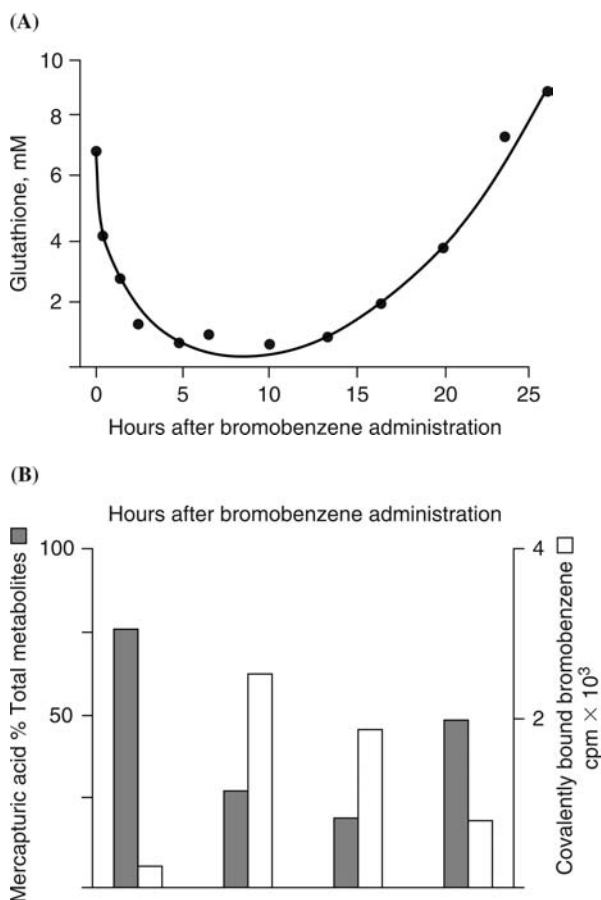 (A)
10
8
6
4
2
Glutathione, mM
0 5 10 15 20 25
Hours after bromobenzene administration
(B)
Hours after bromobenzene administration
100
50
Mercapturic acid % Total metabolites
4
2
Covalently bound bromobenzene
cpm × 10³